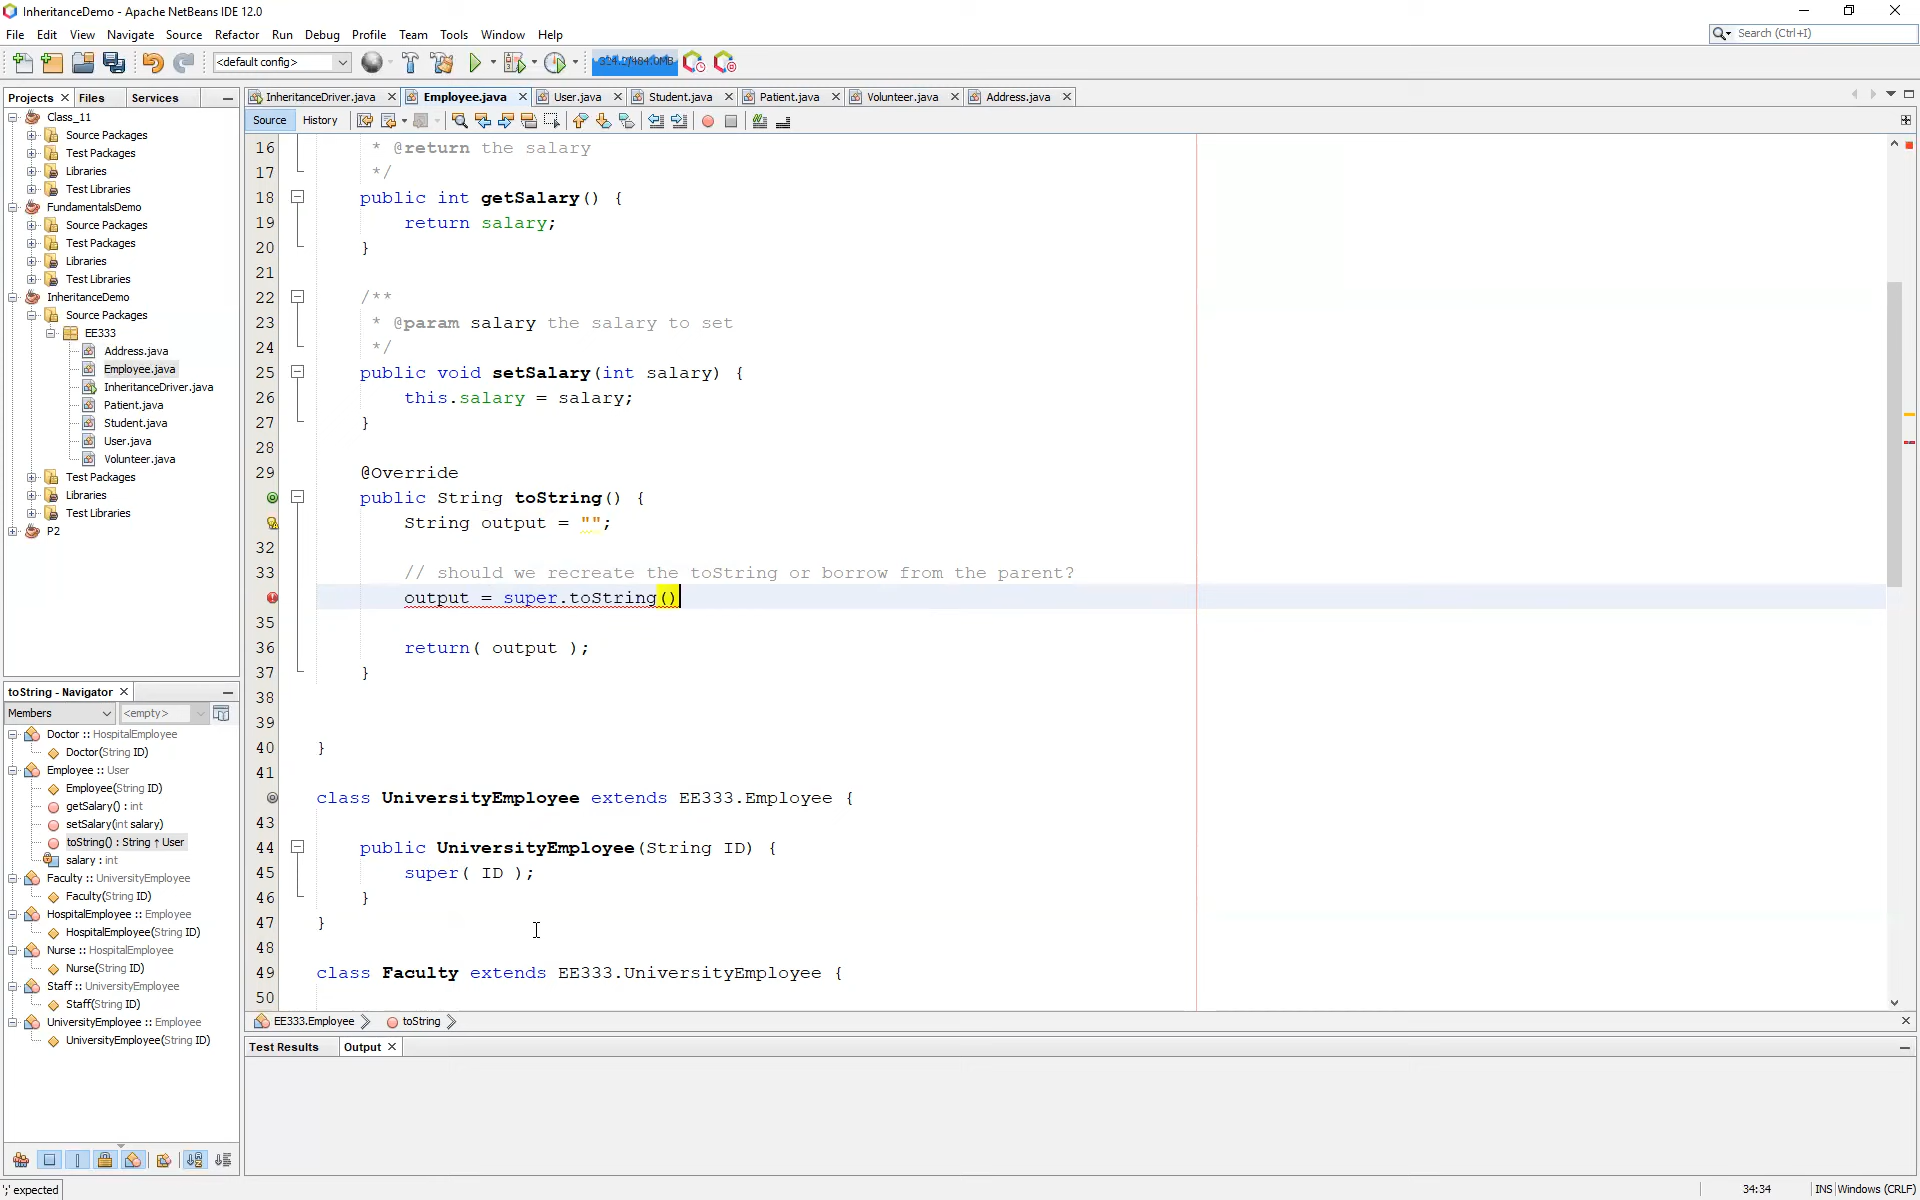 InheritanceDemo - Apache NetBeans IDE 12.0
File Edit View Navigate Source Refactor Run Debug Profile Team Tools Window Help
Search (Ctrl+I)
<default config>
Projects Files Services
InheritanceDriver.java Employee.java User.java Student.java Patient.java Volunteer.java Address.java
Source History
Class_11
Source Packages
Test Packages
Libraries
Test Libraries
FundamentalsDemo
Source Packages
Test Packages
Libraries
Test Libraries
InheritanceDemo
Source Packages
EE333
Address.java
Employee.java
InheritanceDriver.java
Patient.java
Student.java
User.java
Volunteer.java
Test Packages
Libraries
Test Libraries
P2
16 * @return the salary
17 */
18 public int getSalary() {
19 return salary;
20 }
21
22 /**
23 * @param salary the salary to set
24 */
25 public void setSalary(int salary) {
26 this.salary = salary;
27 }
28
29 @Override
public String toString() {
String output = "";
32
33 // should we recreate the toString or borrow from the parent?
output = super.toString()
35
36 return( output );
37 }
38
39
40 }
41
class UniversityEmployee extends EE333.Employee {
43
44 public UniversityEmployee(String ID) {
45 super( ID );
46 }
47 }
48
49 class Faculty extends EE333.UniversityEmployee {
50
EE333.Employee toString
toString - Navigator
Members <empty>
Doctor :: HospitalEmployee
Doctor(String ID)
Employee :: User
Employee(String ID)
getSalary() : int
setSalary(int salary)
toString() : String ↑ User
salary : int
Faculty :: UniversityEmployee
Faculty(String ID)
HospitalEmployee :: Employee
HospitalEmployee(String ID)
Nurse :: HospitalEmployee
Nurse(String ID)
Staff :: UniversityEmployee
Staff(String ID)
UniversityEmployee :: Employee
UniversityEmployee(String ID)
Test Results Output
';' expected
34:34 INS Windows (CRLF)